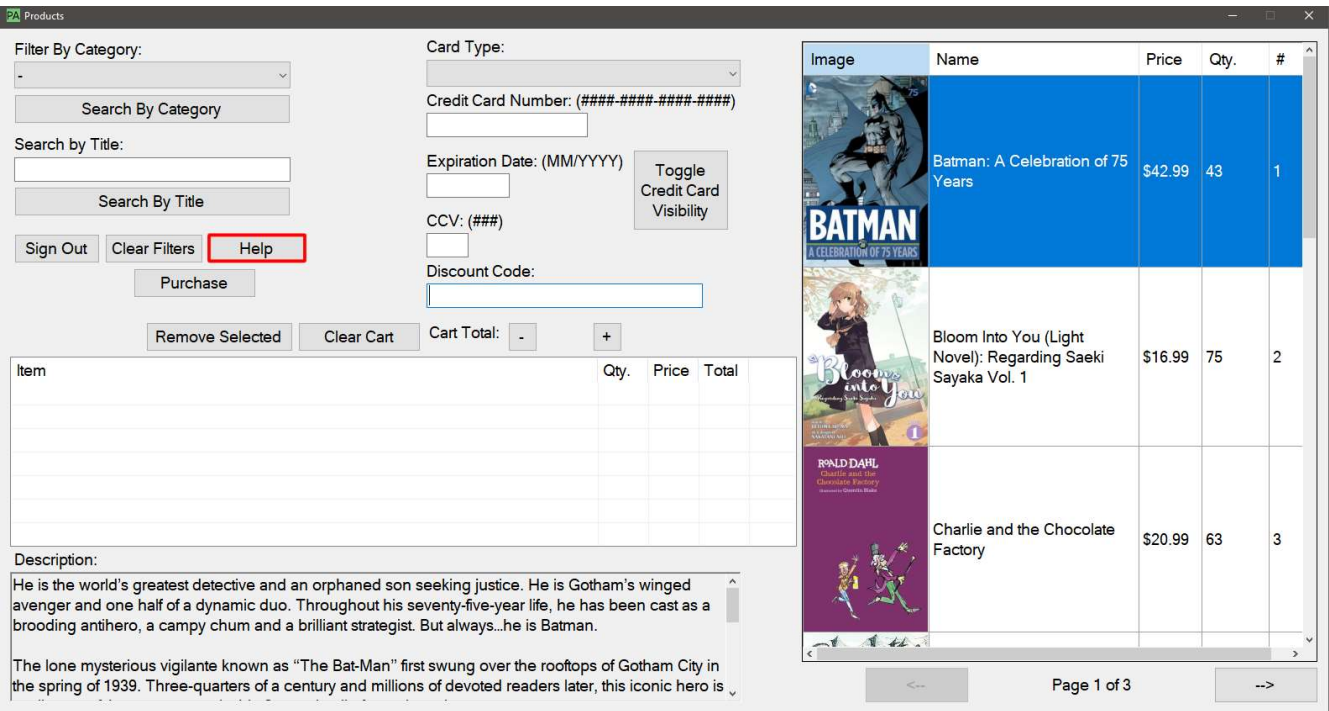 PA Products
Filter By Category:
-
Search By Category
Search by Title:
Search By Title
Sign Out
Clear Filters
Help
Purchase
Card Type:
Credit Card Number: (####-####-####-####)
Expiration Date: (MM/YYYY)
Toggle
Credit Card
Visibility
CCV: (###)
Discount Code:
Remove Selected
Clear Cart
Cart Total:
-
+
Item Qty. Price Total
Description:
He is the world's greatest detective and an orphaned son seeking justice. He is Gotham's winged
avenger and one half of a dynamic duo. Throughout his seventy-five-year life, he has been cast as a
brooding antihero, a campy chum and a brilliant strategist. But always...he is Batman.
The lone mysterious vigilante known as “The Bat-Man” first swung over the rooftops of Gotham City in
the spring of 1939. Three-quarters of a century and millions of devoted readers later, this iconic hero is
Image Name Price Qty. #
75
BATMAN
A CELEBRATION OF 75 YEARS
Batman: A Celebration of 75
Years
$42.99 43 1
Bloom
into You
Regarding Saeki Sayaka
1
Bloom Into You (Light
Novel): Regarding Saeki
Sayaka Vol. 1
$16.99 75 2
ROALD DAHL
Charlie and the
Chocolate Factory
Charlie and the Chocolate
Factory
$20.99 63 3
<--
Page 1 of 3
-->